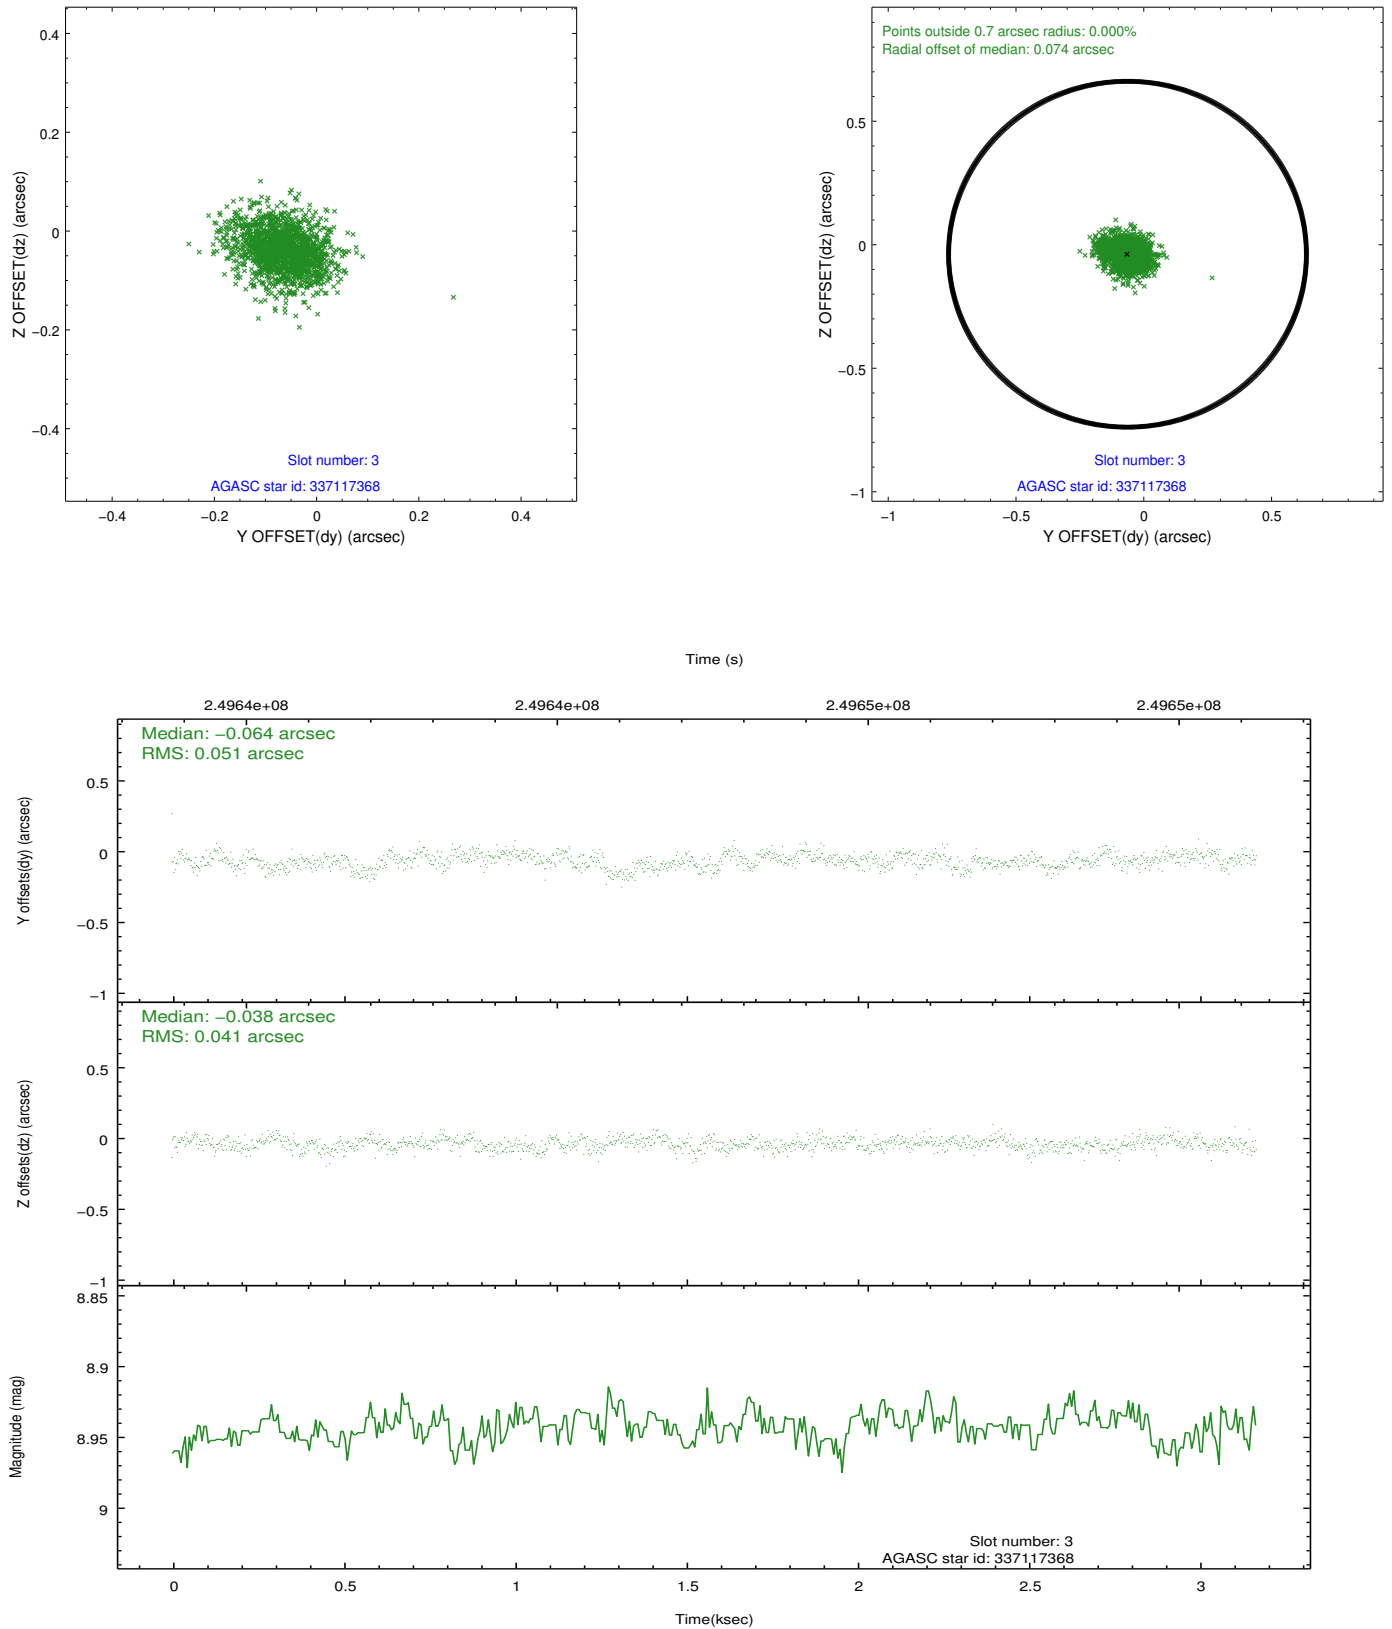 0.4
0.2
0
−0.2
−0.4
Z OFFSET(dz) (arcsec)
Slot number: 3
AGASC star id: 337117368
−0.4 −0.2 0 0.2 0.4
Y OFFSET(dy) (arcsec)
Points outside 0.7 arcsec radius: 0.000%
Radial offset of median: 0.074 arcsec
0.5
0
−0.5
−1
Z OFFSET(dz) (arcsec)
Slot number: 3
AGASC star id: 337117368
−1 −0.5 0 0.5
Y OFFSET(dy) (arcsec)
Time (s)
2.4964e+08 2.4964e+08 2.4965e+08 2.4965e+08
Median: −0.064 arcsec
RMS: 0.051 arcsec
0.5
0
−0.5
−1
Y offsets(dy) (arcsec)
Median: −0.038 arcsec
RMS: 0.041 arcsec
0.5
0
−0.5
−1
Z offsets(dz) (arcsec)
8.85
8.9
8.95
9
Magnitude (mag)
Slot number: 3
AGASC star id: 337117368
0 0.5 1 1.5 2 2.5 3
Time(ksec)